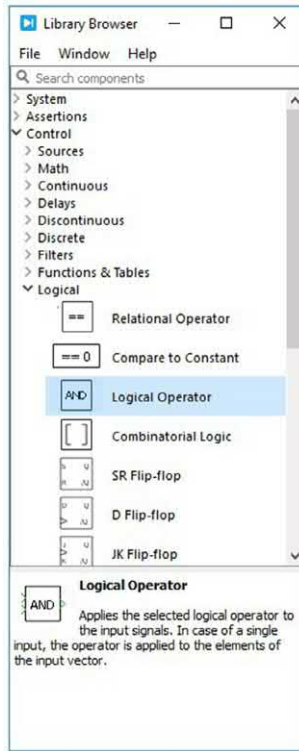 Library Browser
File Window Help
Search components
System
Assertions
Control
Sources
Math
Continuous
Delays
Discontinuous
Discrete
Filters
Functions & Tables
Logical
== Relational Operator
== 0 Compare to Constant
AND Logical Operator
[ ] Combinatorial Logic
SR Flip-flop
D Flip-flop
JK Flip-flop
Logical Operator
AND
Applies the selected logical operator to
the input signals. In case of a single
input, the operator is applied to the elements of
the input vector.